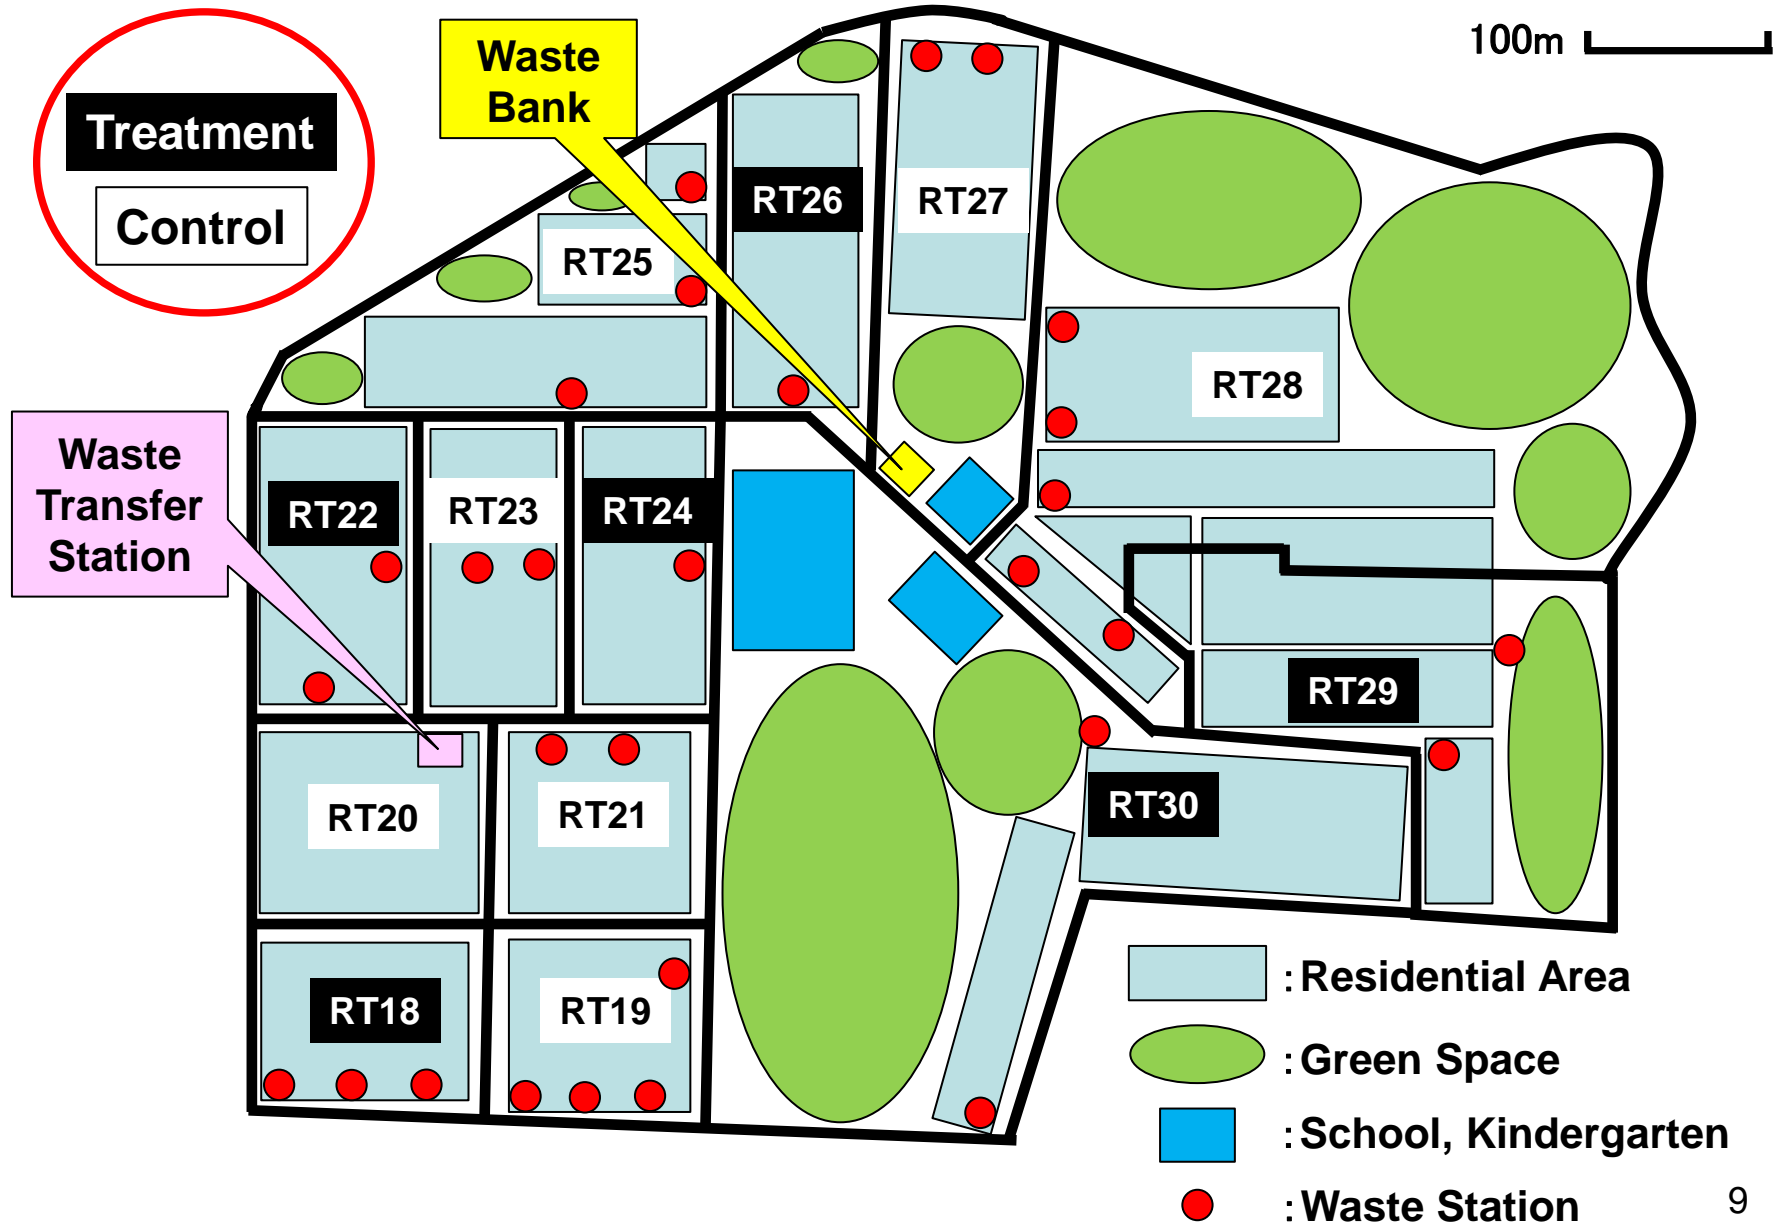 Treatment
Control
Waste
Bank
100m
RT26
RT27
RT25
RT28
Waste
Transfer
Station
RT22
RT23
RT24
RT29
RT20
RT21
RT30
RT18
RT19
:Residential Area
:Green Space
:School, Kindergarten
:Waste Station
9